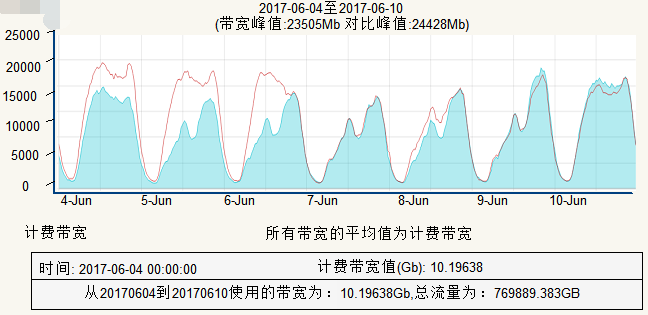 2017-06-04至2017-06-10
(带宽峰值:23505Mb 对比峰值:24428Mb)
25000
20000
15000
10000
5000
0
4-Jun 5-Jun 6-Jun 7-Jun 8-Jun 9-Jun 10-Jun
计费带宽 所有带宽的平均值为计费带宽
时间: 2017-06-04 00:00:00 计费带宽值(Gb): 10.19638
从20170604到20170610使用的带宽为：10.19638Gb,总流量为：769889.383GB